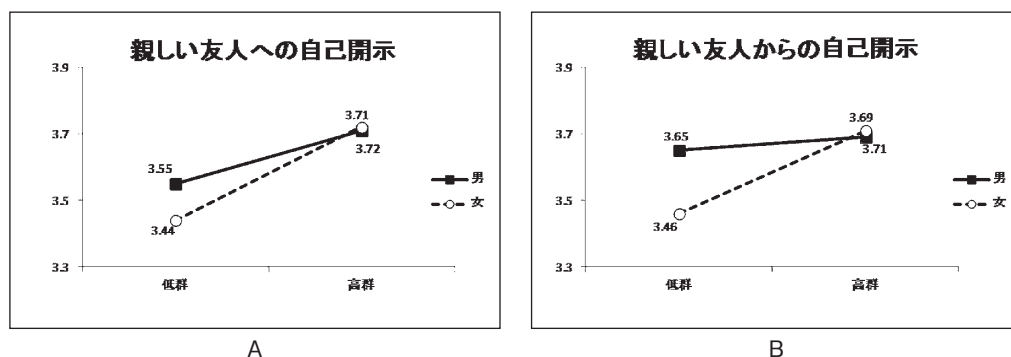 親しい友人への自己開示
3.9
3.7
3.5
3.3
3.55
3.44
3.71
3.72
低群
高群
男
女
A
親しい友人からの自己開示
3.9
3.7
3.5
3.3
3.65
3.46
3.69
3.71
低群
高群
男
女
B